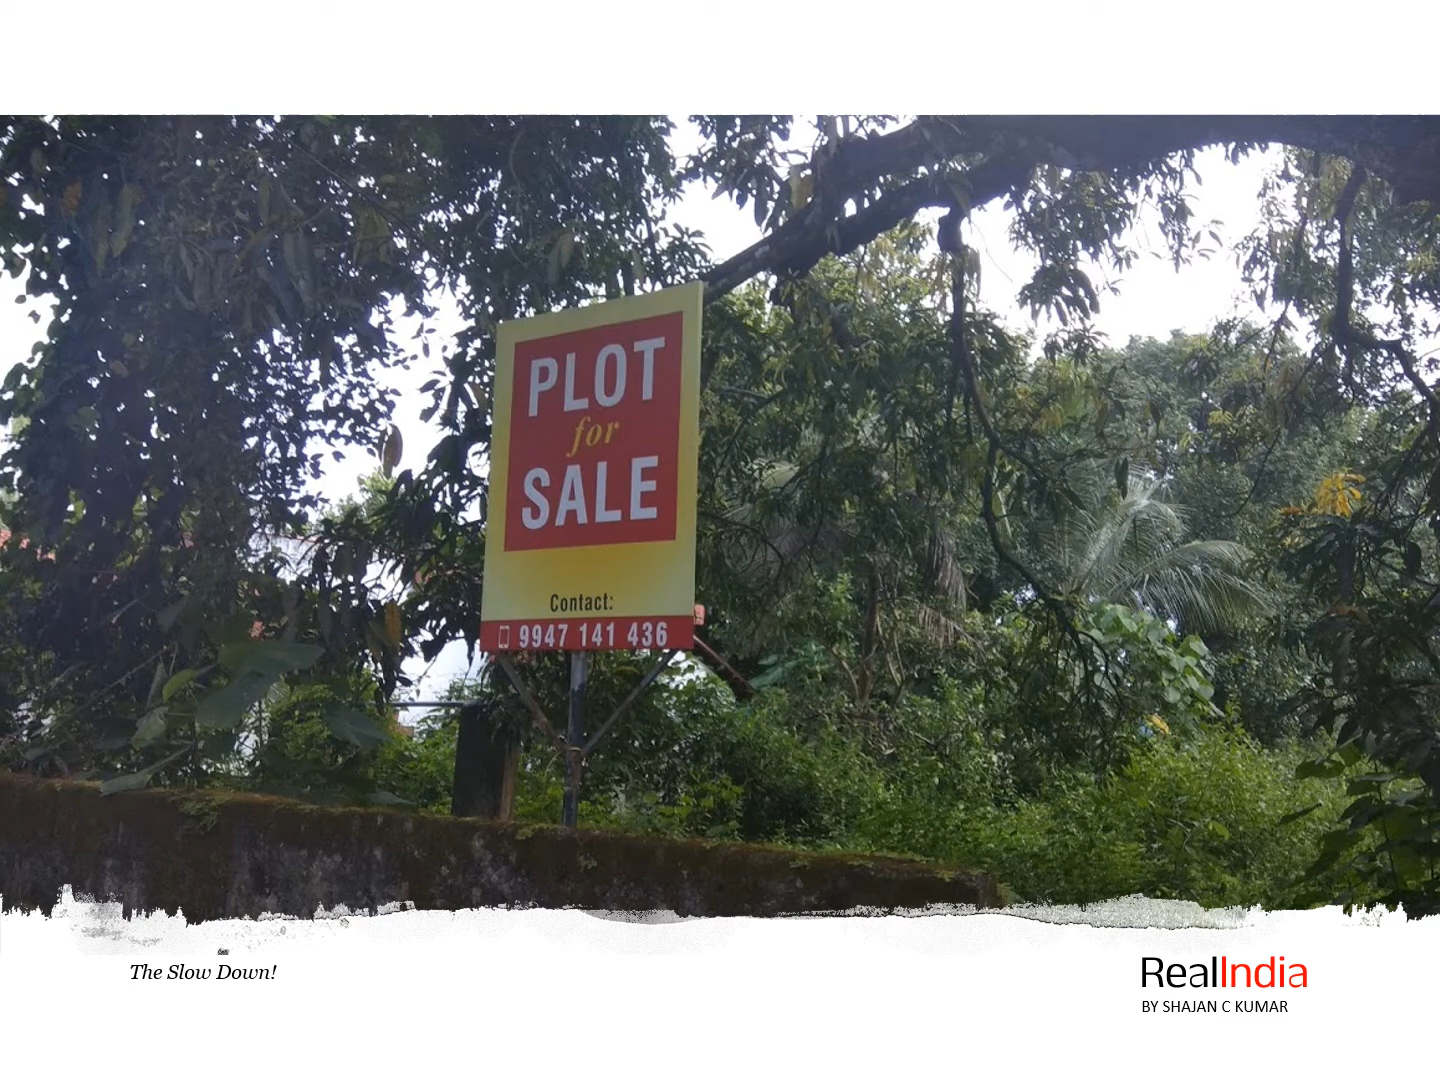 PLOT
for
SALE
Contact:
9947 141 436
The Slow Down!
RealIndia
BY SHAJAN C KUMAR